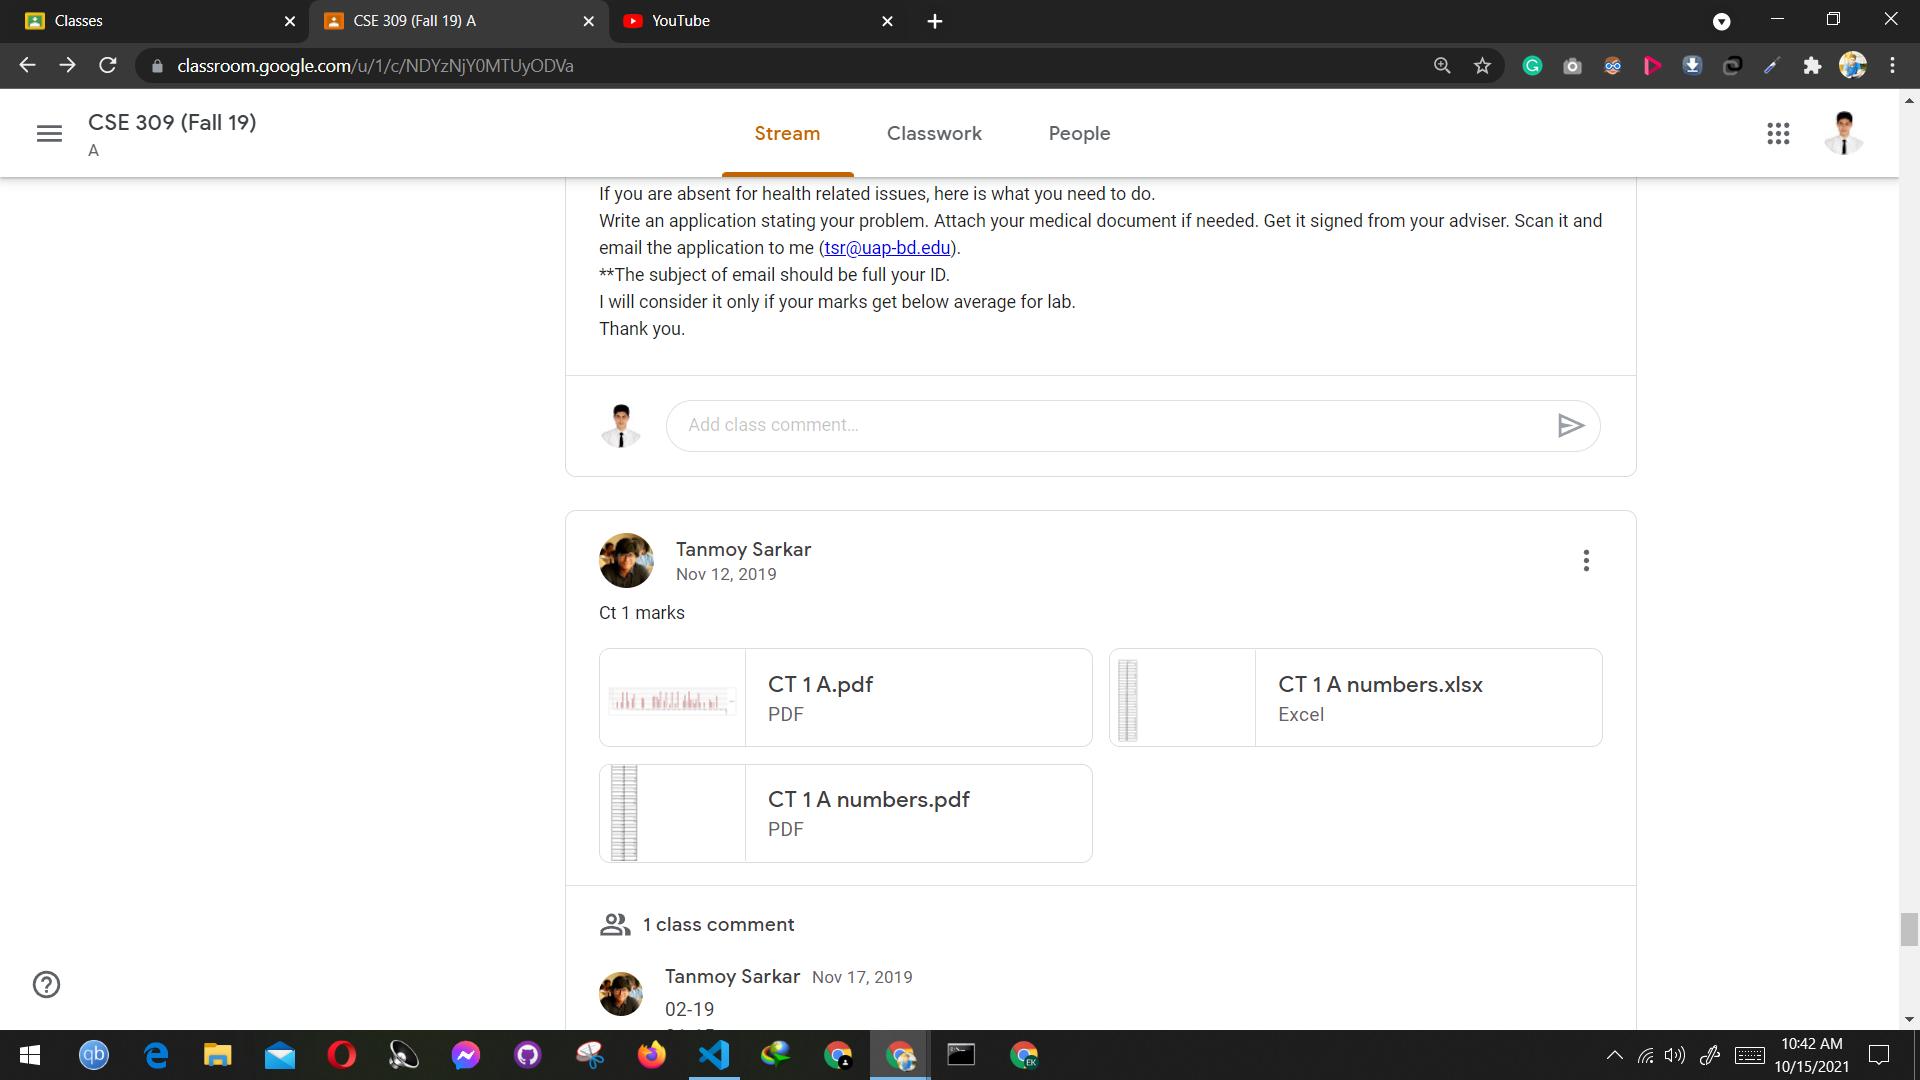 Classes
CSE 309 (Fall 19) A
YouTube
classroom.google.com/u/1/c/NDYzNjY0MTUyODVa
CSE 309 (Fall 19)
A
Stream
Classwork
People
If you are absent for health related issues, here is what you need to do.
Write an application stating your problem. Attach your medical document if needed. Get it signed from your adviser. Scan it and
email the application to me (tsr@uap-bd.edu).
**The subject of email should be full your ID.
I will consider it only if your marks get below average for lab.
Thank you.
Add class comment...
Tanmoy Sarkar
Nov 12, 2019
Ct 1 marks
CT 1 A.pdf
PDF
CT 1 A numbers.xlsx
Excel
CT 1 A numbers.pdf
PDF
1 class comment
Tanmoy Sarkar Nov 17, 2019
02-19
qb
EK
10:42 AM
10/15/2021